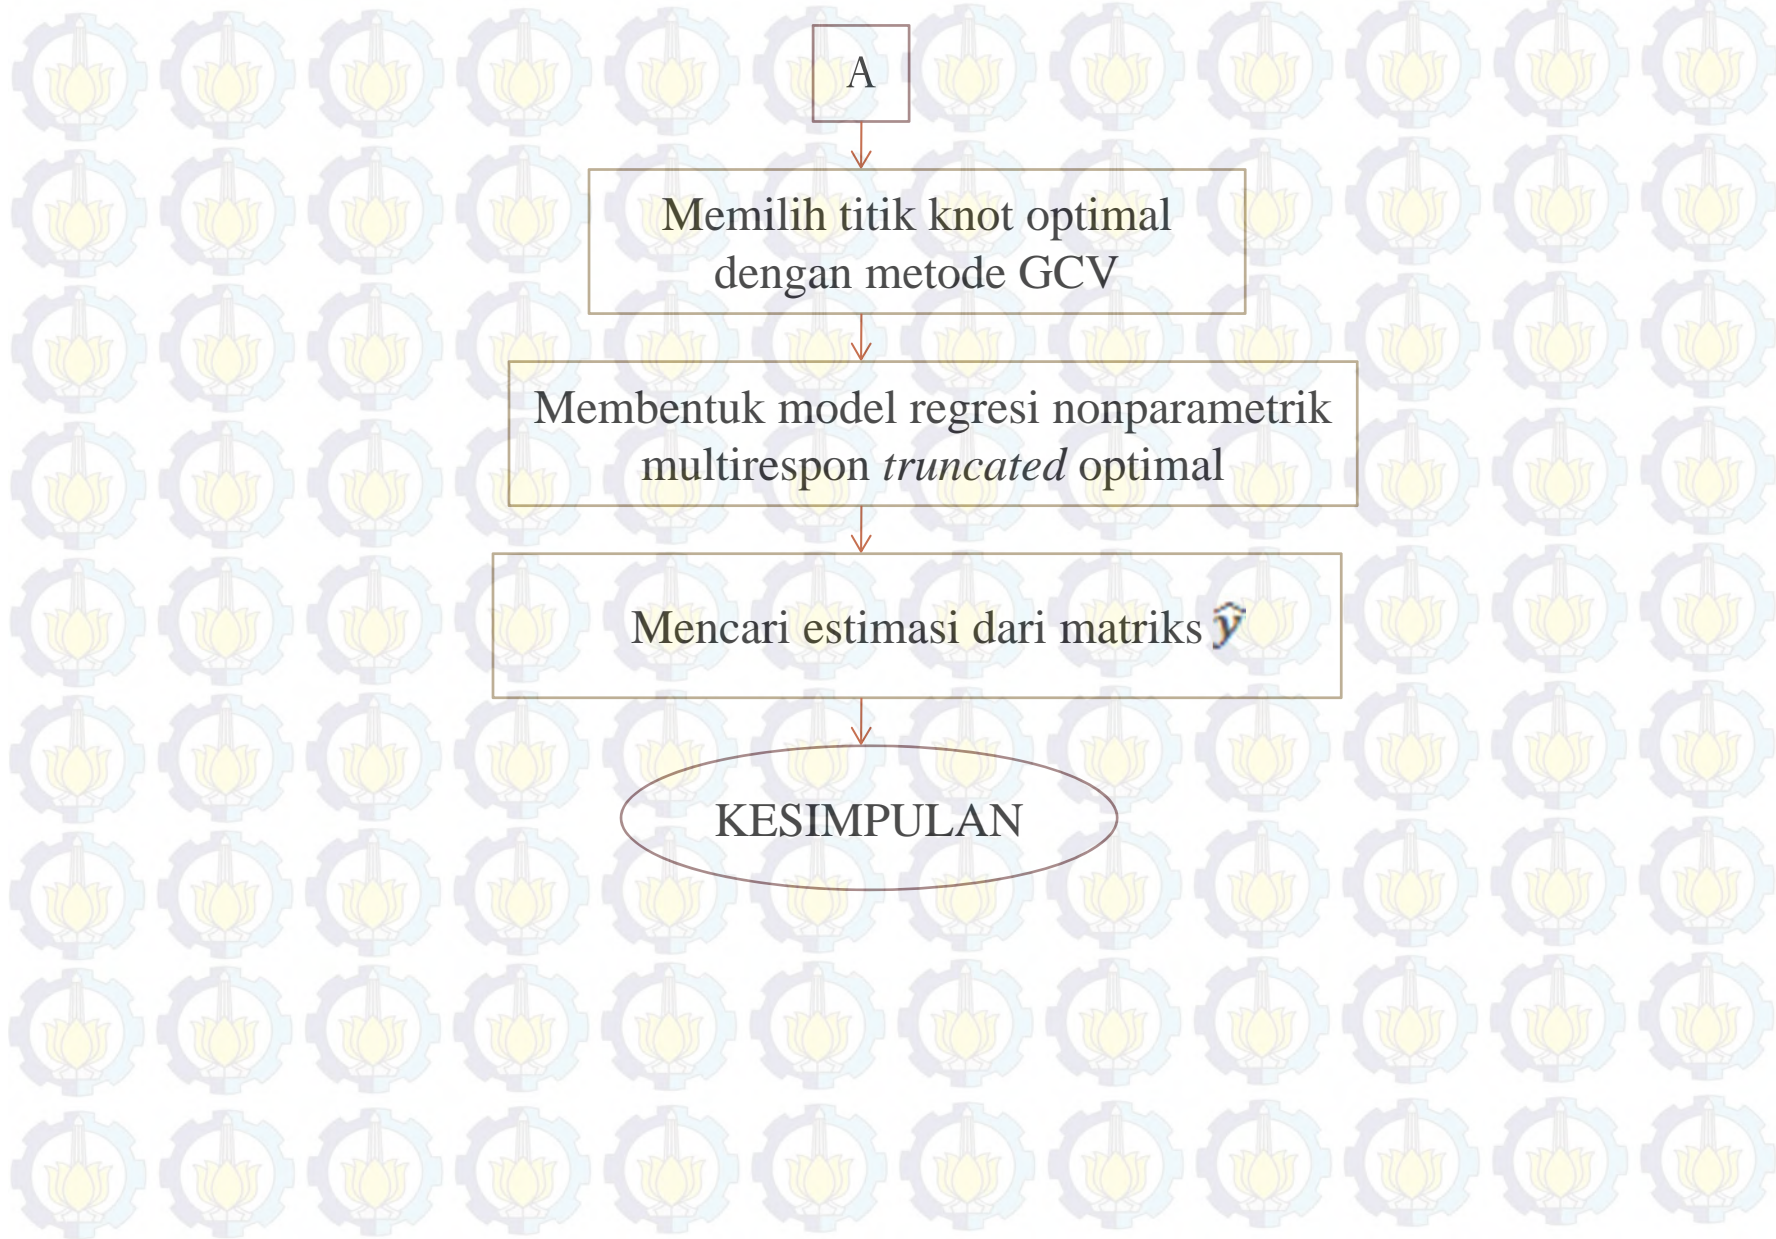 A
Memilih titik knot optimal
dengan metode GCV
Membentuk model regresi nonparametrik
multirespon truncated optimal
Mencari estimasi dari matriks ŷ
KESIMPULAN